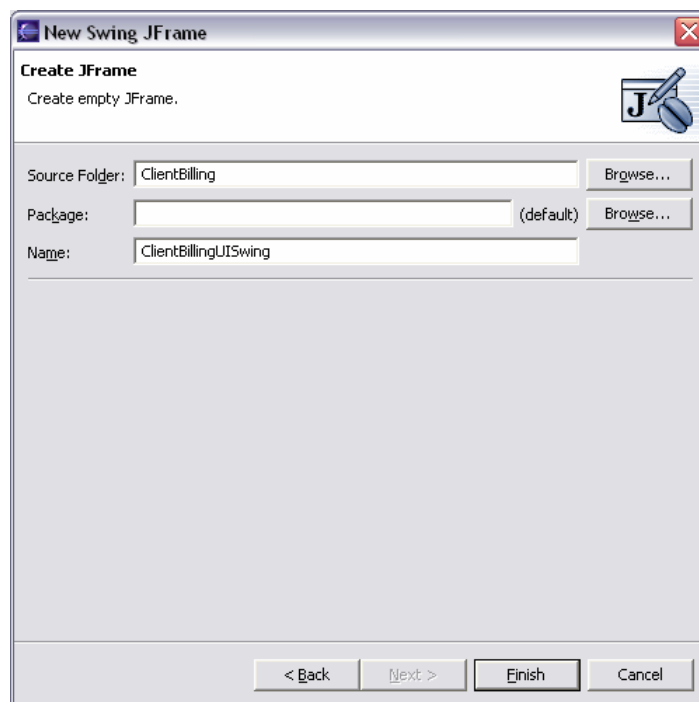 New Swing JFrame
Create JFrame
Create empty JFrame.
J
Source Folder: ClientBilling Browse...
Package: (default) Browse...
Name: ClientBillingUISwing
< Back Next > Finish Cancel